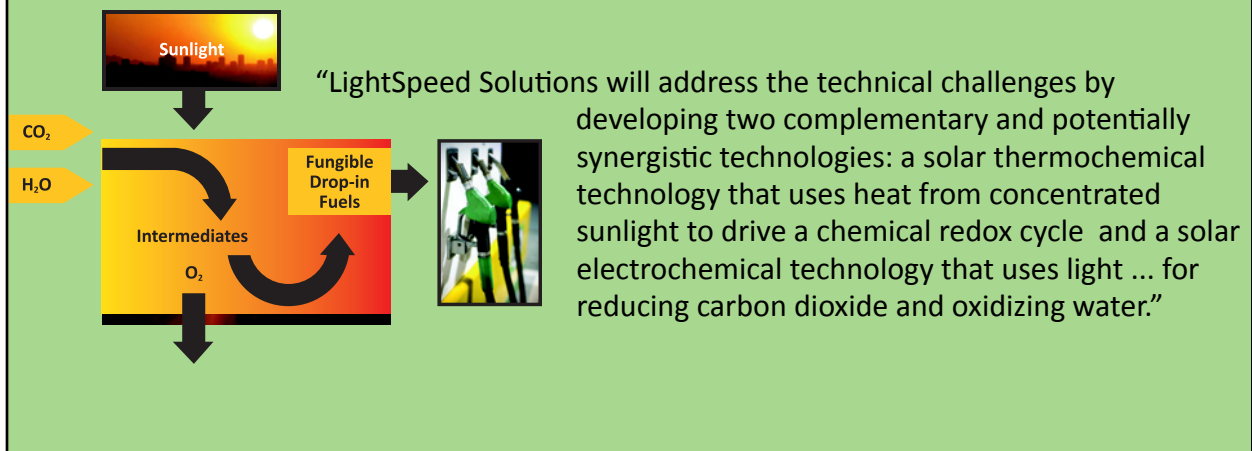 Sunlight
CO₂
H₂O
Fungible
Drop-in
Fuels
Intermediates
O₂
“LightSpeed Solutions will address the technical challenges by
developing two complementary and potentially
synergistic technologies: a solar thermochemical
technology that uses heat from concentrated
sunlight to drive a chemical redox cycle and a solar
electrochemical technology that uses light ... for
reducing carbon dioxide and oxidizing water.”